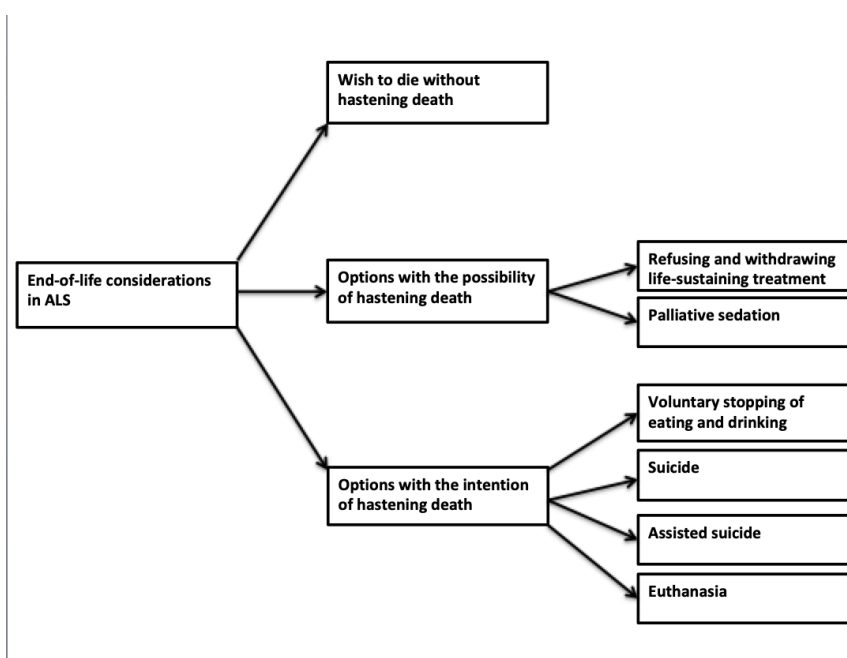 Wish to die without
hastening death
End-of-life considerations
in ALS
Options with the possibility
of hastening death
Refusing and withdrawing
life-sustaining treatment
Palliative sedation
Options with the intention
of hastening death
Voluntary stopping of
eating and drinking
Suicide
Assisted suicide
Euthanasia